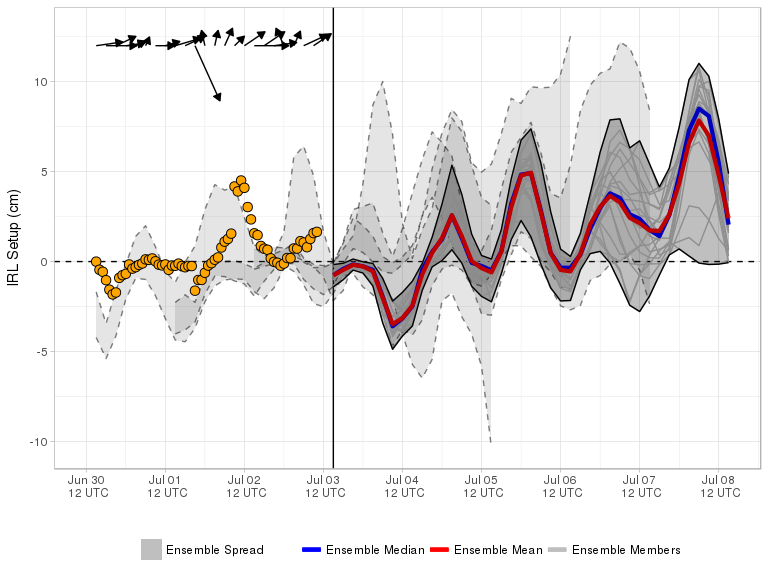 10
5
0
-5
-10
IRL Setup (cm)
Jun 30 Jul 01 Jul 02 Jul 03 Jul 04 Jul 05 Jul 06 Jul 07 Jul 08
12 UTC 12 UTC 12 UTC 12 UTC 12 UTC 12 UTC 12 UTC 12 UTC 12 UTC
Ensemble Spread Ensemble Median Ensemble Mean Ensemble Members